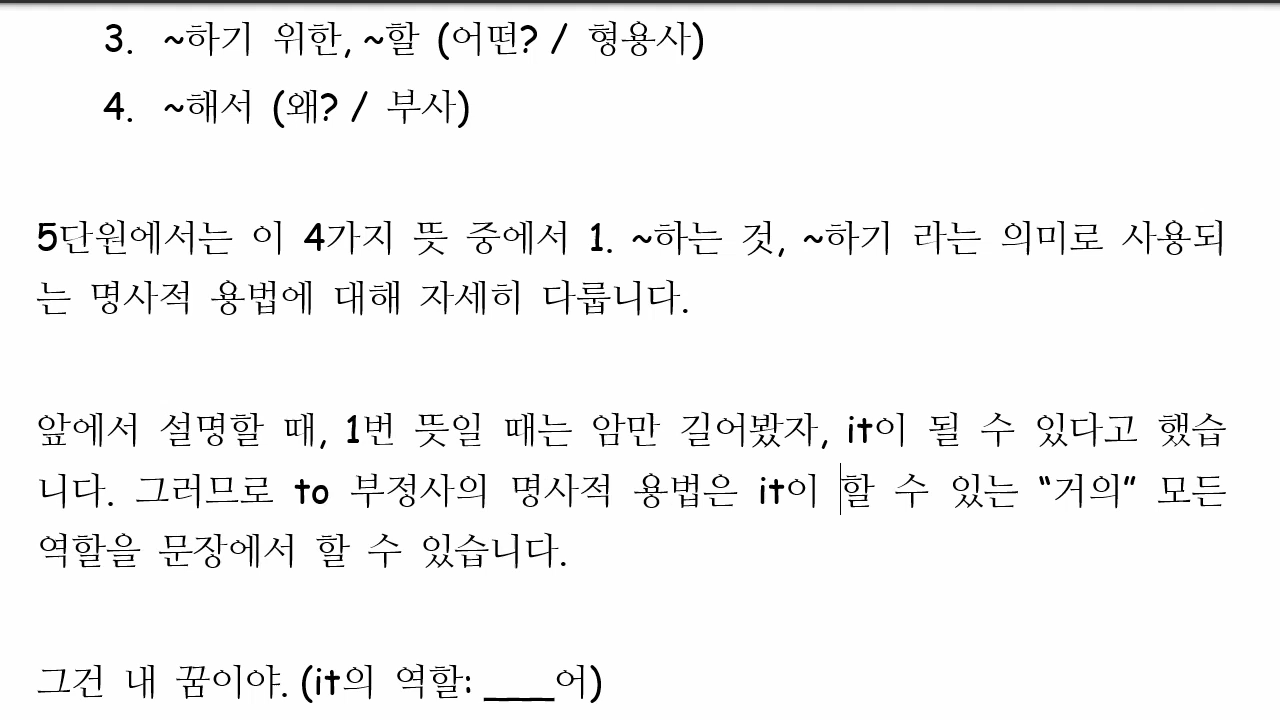 3. ~하기 위한, ~할 (어떤? / 형용사)
4. ~해서 (왜? / 부사)
5단원에서는 이 4가지 뜻 중에서 1. ~하는 것, ~하기 라는 의미로 사용되
는 명사적 용법에 대해 자세히 다룹니다.
앞에서 설명할 때, 1번 뜻일 때는 암만 길어봤자, it이 될 수 있다고 했습
니다. 그러므로 to 부정사의 명사적 용법은 it이 할 수 있는 “거의” 모든
역할을 문장에서 할 수 있습니다.
그건 내 꿈이야. (it의 역할: ____어)